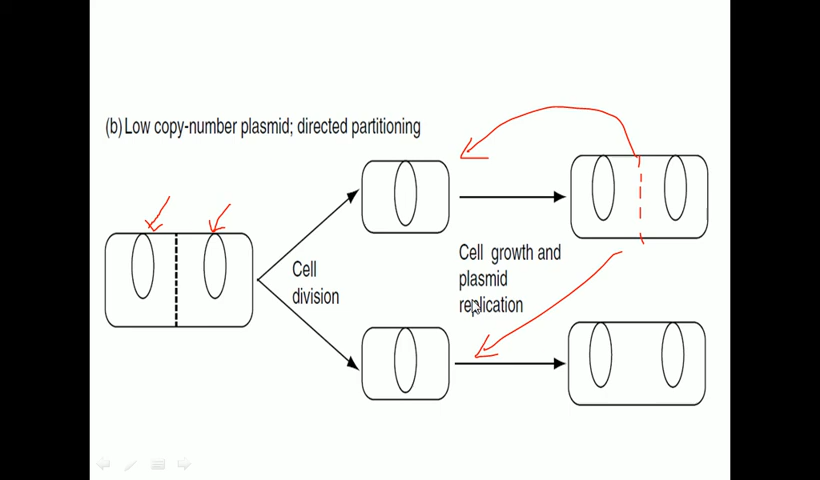 (b) Low copy-number plasmid; directed partitioning
Cell
division
Cell growth and
plasmid
replication